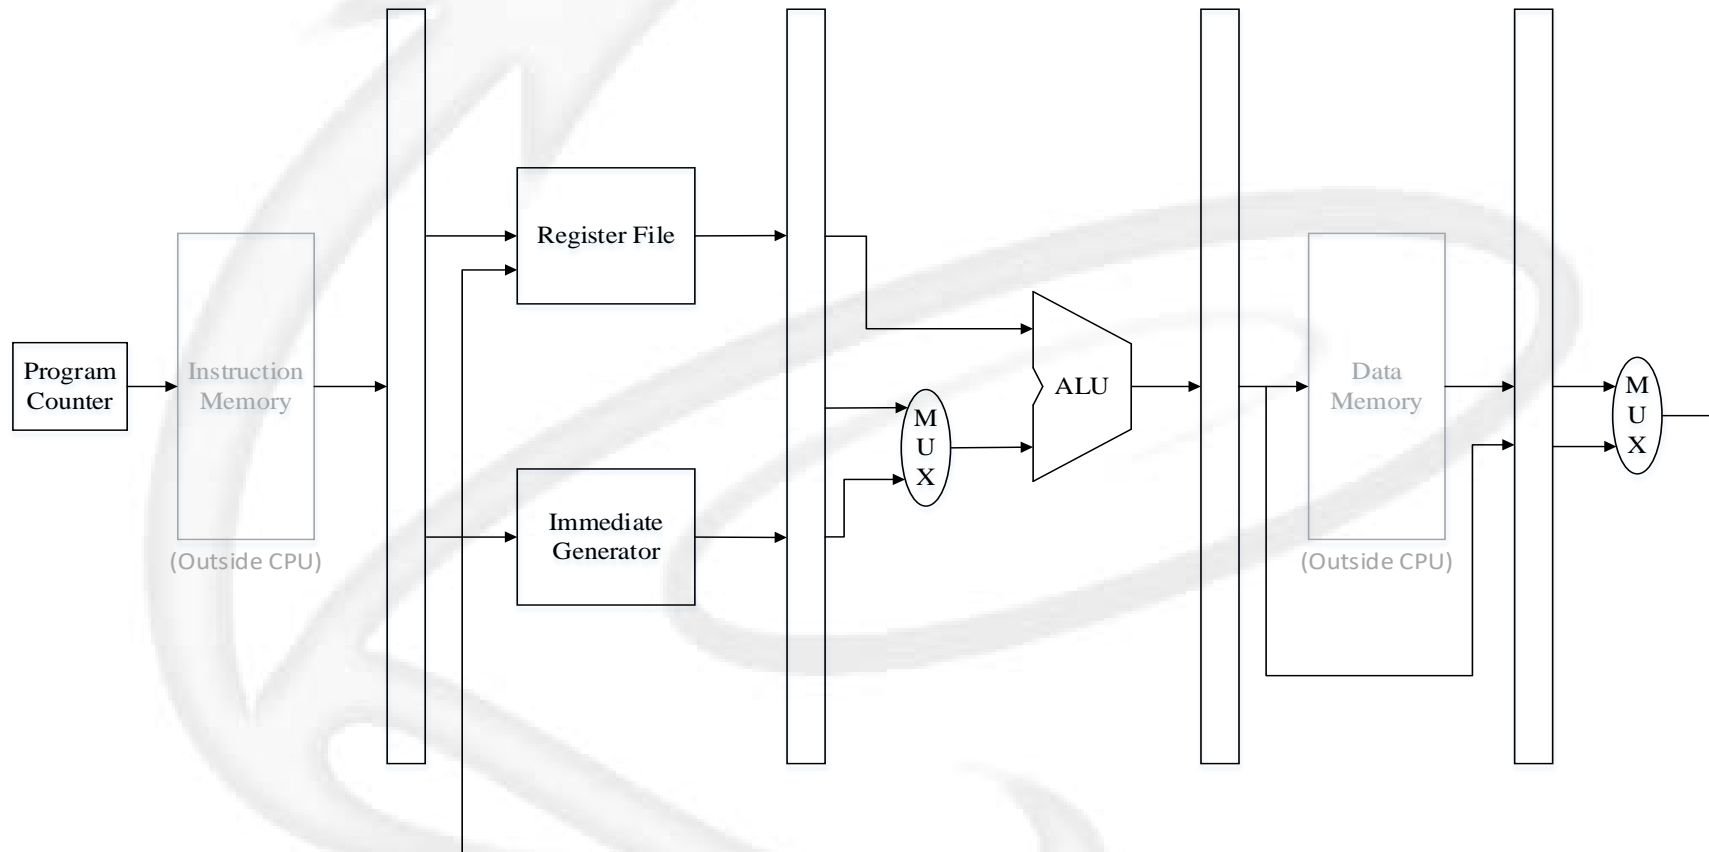 Program
Counter
Instruction
Memory
(Outside CPU)
Register File
Immediate
Generator
M
U
X
ALU
Data
Memory
(Outside CPU)
M
U
X